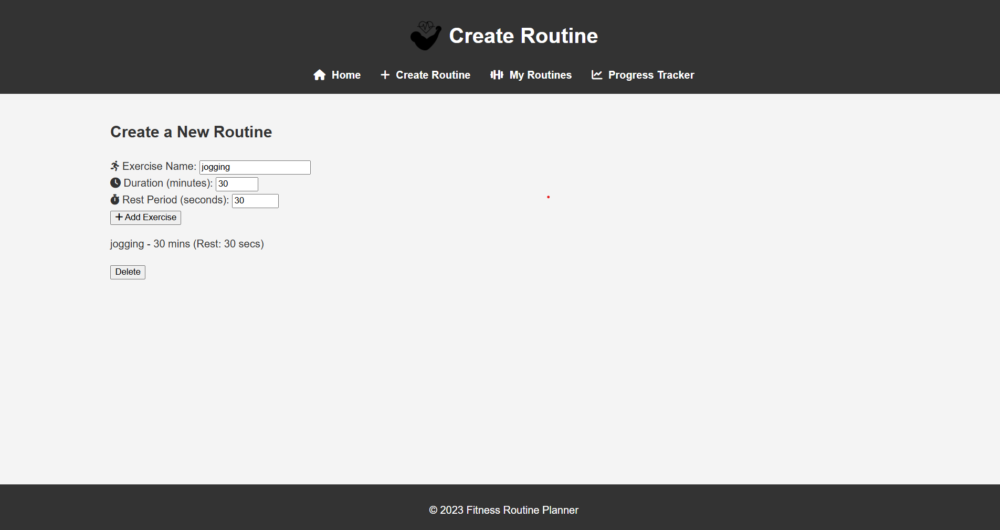 Create Routine
Home Create Routine My Routines Progress Tracker
Create a New Routine
Exercise Name: jogging
Duration (minutes): 30
Rest Period (seconds): 30
Add Exercise
jogging - 30 mins (Rest: 30 secs)
Delete
© 2023 Fitness Routine Planner